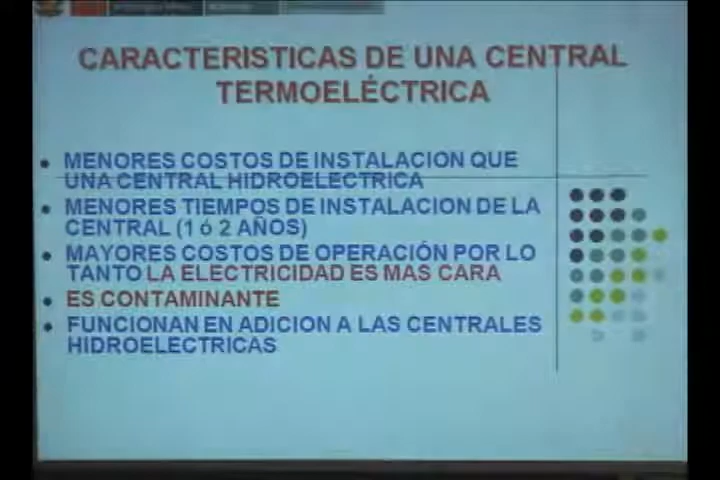 CARACTERISTICAS DE UNA CENTRAL
TERMOELÉCTRICA
• MENORES COSTOS DE INSTALACION QUE
UNA CENTRAL HIDROELECTRICA
• MENORES TIEMPOS DE INSTALACION DE LA
CENTRAL (1 ó 2 AÑOS)
• MAYORES COSTOS DE OPERACIÓN POR LO
TANTO LA ELECTRICIDAD ES MAS CARA
• ES CONTAMINANTE
• FUNCIONAN EN ADICION A LAS CENTRALES
HIDROELECTRICAS